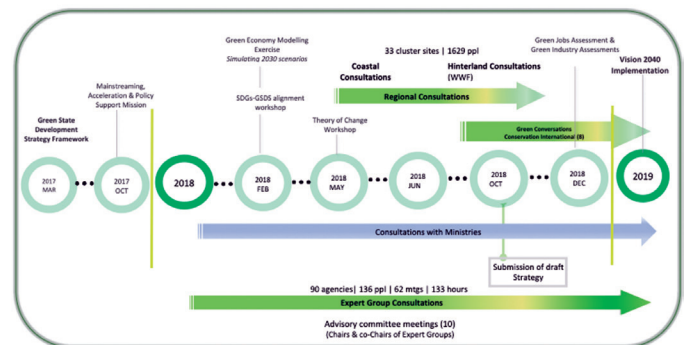 Green Economy Modelling
Exercise
Simulating 2030 scenarios
33 cluster sites | 1629 ppl
Green Jobs Assessment &
Green Industry Assessments
Coastal
Consultations
Hinterland Consultations
(WWF)
Vision 2040
Implementation
Mainstreaming,
Acceleration & Policy
Support Mission
Green State
Development
Strategy Framework
SDGs-GSDS alignment
workshop
Regional Consultations
Theory of Change
Workshop
Green Conversations
Conservation International (8)
2017
MAR
2017
OCT
2018
2018
FEB
2018
MAY
2018
JUN
2018
OCT
2018
DEC
2019
Consultations with Ministries
Submission of draft
Strategy
90 agencies| 136 ppl | 62 mtgs | 133 hours
Expert Group Consultations
Advisory committee meetings (10)
(Chairs & co-Chairs of Expert Groups)